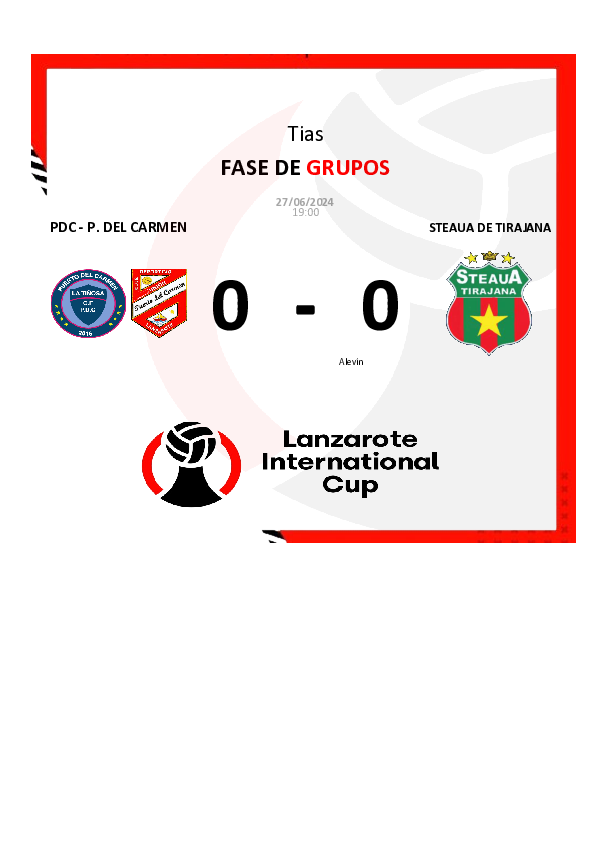 Tias
FASE DE GRUPOS
27/06/2024
19:00
PDC - P. DEL CARMEN
STEAUA DE TIRAJANA
PUERTO DEL CARMEN
LA TIÑOSA
C.F
2016
Puerto del Carmen
LANZAROTE
STEAUA
TIRAJANA
0 - 0
Alevin
Lanzarote
International
Cup